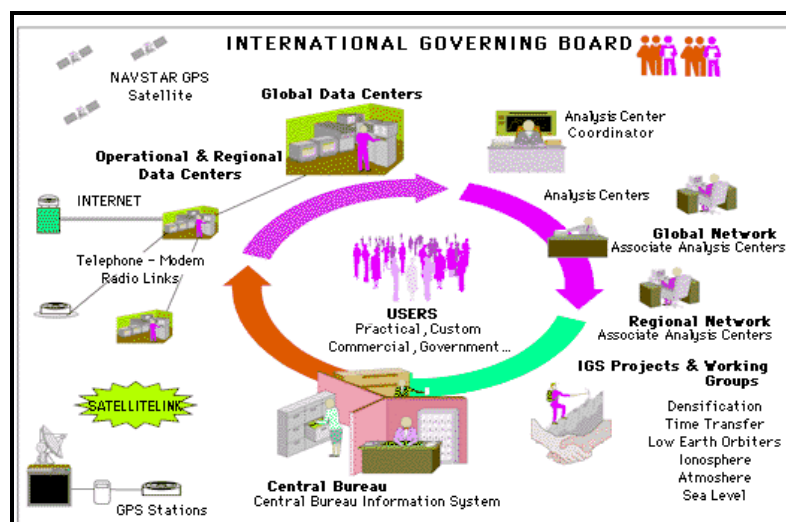 INTERNATIONAL GOVERNING BOARD
NAVSTAR GPS
Satellite
Global Data Centers
Analysis Center
Coordinator
Operational & Regional
Data Centers
INTERNET
Analysis Centers
Global Network
Associate Analysis Centers
Telephone - Modem
Radio Links
USERS
Practical, Custom
Commercial, Government...
Regional Network
Associate Analysis Centers
IGS Projects & Working
Groups
Densification
Time Transfer
Low Earth Orbiters
Ionosphere
Atmoshere
Sea Level
SATELLITELINK
GPS Stations
Central Bureau
Central Bureau Information System